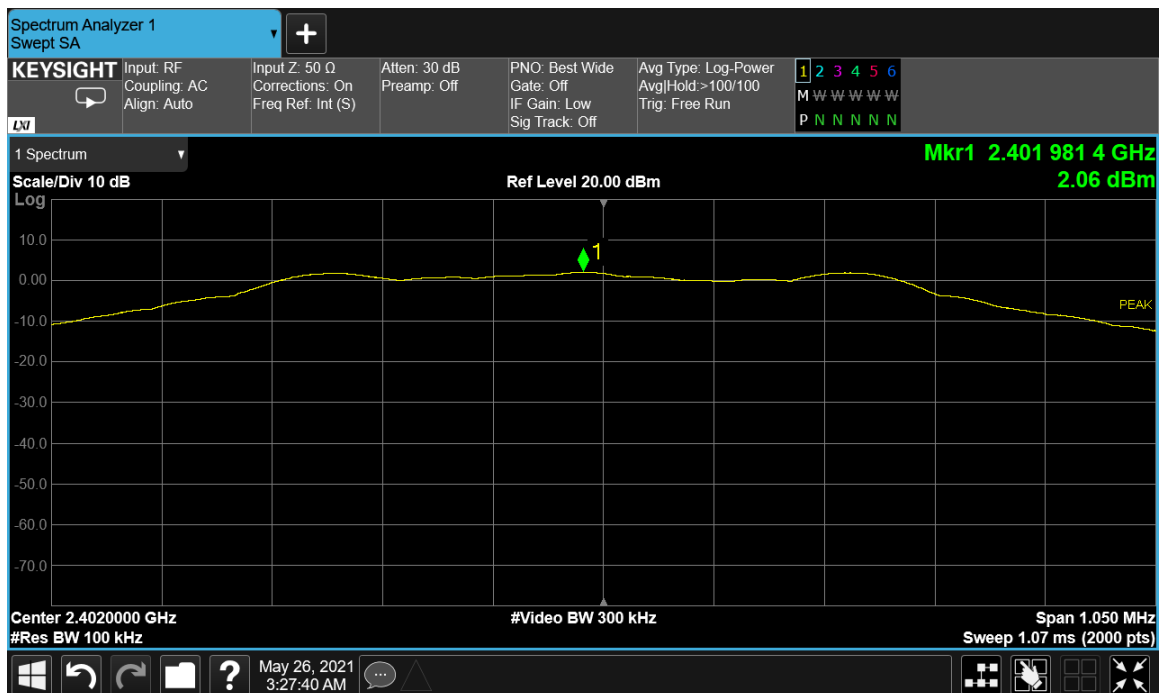 Spectrum Analyzer 1
Swept SA
▼
+
KEYSIGHT
LXI
Input: RF
Coupling: AC
Align: Auto
Input Z: 50 Ω
Corrections: On
Freq Ref: Int (S)
Atten: 30 dB
Preamp: Off
PNO: Best Wide
Gate: Off
IF Gain: Low
Sig Track: Off
Avg Type: Log-Power
Avg|Hold:>100/100
Trig: Free Run
1 2 3 4 5 6
M W W W W W
P N N N N N
1 Spectrum ▼
Mkr1 2.401 981 4 GHz
Scale/Div 10 dB
Ref Level 20.00 dBm
2.06 dBm
Log
10.0
1
0.00
PEAK
-10.0
-20.0
-30.0
-40.0
-50.0
-60.0
-70.0
Center 2.4020000 GHz
#Video BW 300 kHz
Span 1.050 MHz
#Res BW 100 kHz
Sweep 1.07 ms (2000 pts)
?
May 26, 2021
3:27:40 AM